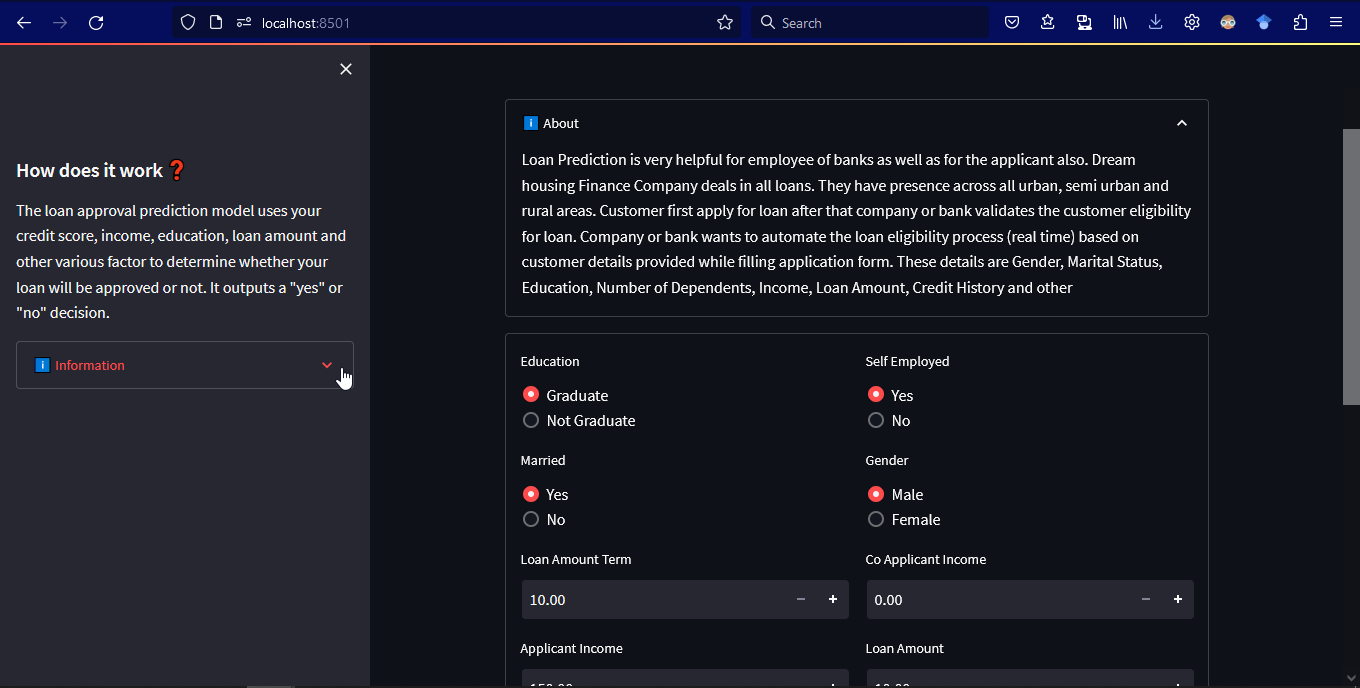 localhost:8501
Search
How does it work ❓
The loan approval prediction model uses your
credit score, income, education, loan amount and
other various factor to determine whether your
loan will be approved or not. It outputs a "yes" or
"no" decision.
ℹ Information
ℹ About
Loan Prediction is very helpful for employee of banks as well as for the applicant also. Dream
housing Finance Company deals in all loans. They have presence across all urban, semi urban and
rural areas. Customer first apply for loan after that company or bank validates the customer eligibility
for loan. Company or bank wants to automate the loan eligibility process (real time) based on
customer details provided while filling application form. These details are Gender, Marital Status,
Education, Number of Dependents, Income, Loan Amount, Credit History and other
Education
Self Employed
Graduate
Yes
Not Graduate
No
Married
Gender
Yes
Male
No
Female
Loan Amount Term
Co Applicant Income
10.00
0.00
Applicant Income
Loan Amount